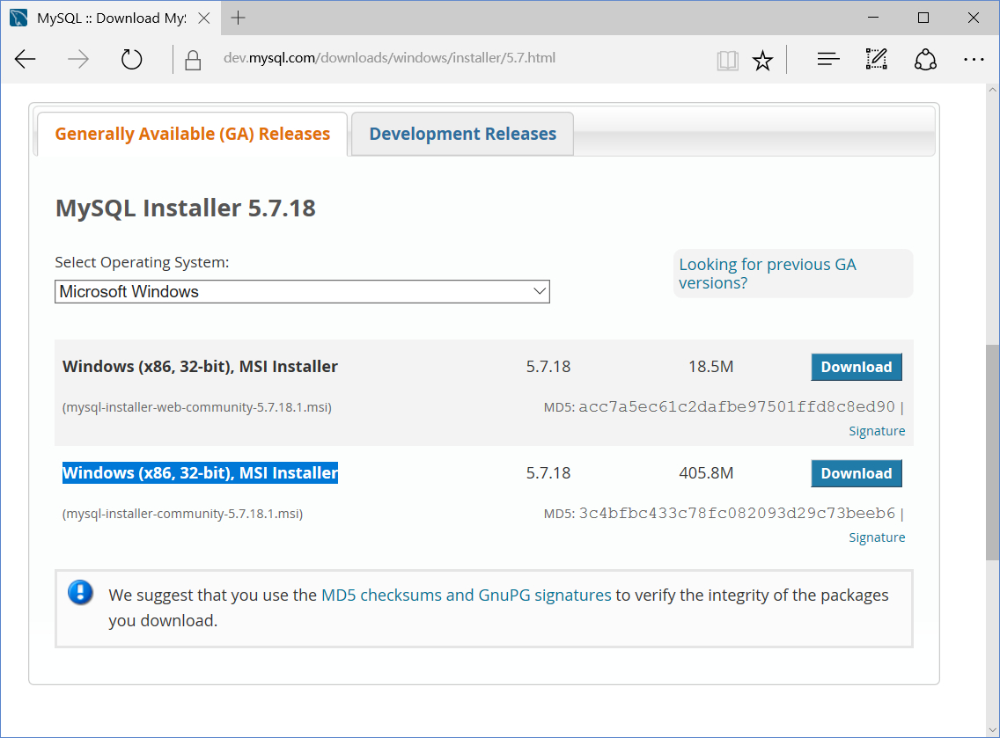 MySQL :: Download MyS
dev.mysql.com/downloads/windows/installer/5.7.html
Generally Available (GA) Releases
Development Releases
MySQL Installer 5.7.18
Select Operating System:
Microsoft Windows
Looking for previous GA
versions?
Windows (x86, 32-bit), MSI Installer 5.7.18 18.5M Download
(mysql-installer-web-community-5.7.18.1.msi) MD5: acc7a5ec61c2dafbe97501ffd8c8ed90 |
Signature
Windows (x86, 32-bit), MSI Installer 5.7.18 405.8M Download
(mysql-installer-community-5.7.18.1.msi) MD5: 3c4bfbc433c78fc082093d29c73beeb6 |
Signature
We suggest that you use the MD5 checksums and GnuPG signatures to verify the integrity of the packages
you download.